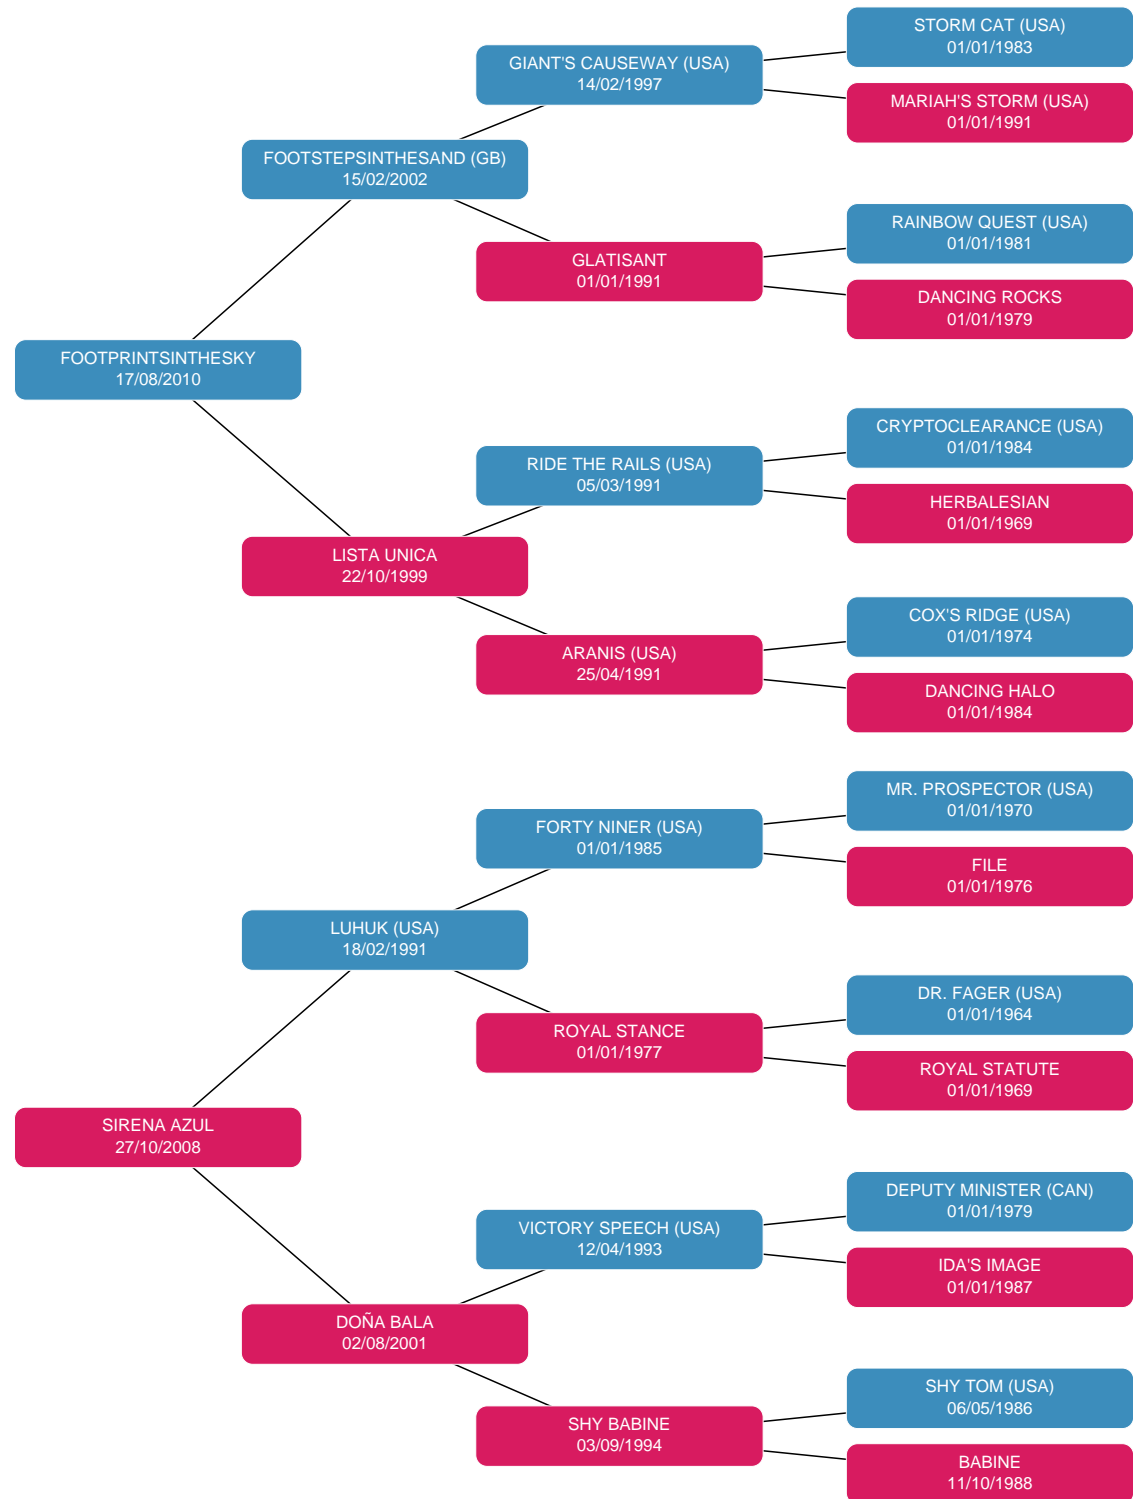 STORM CAT (USA)
01/01/1983
GIANT'S CAUSEWAY (USA)
14/02/1997
MARIAH'S STORM (USA)
01/01/1991
FOOTSTEPSINTHESAND (GB)
15/02/2002
RAINBOW QUEST (USA)
01/01/1981
GLATISANT
01/01/1991
DANCING ROCKS
01/01/1979
FOOTPRINTSINTHESKY
17/08/2010
CRYPTOCLEARANCE (USA)
01/01/1984
RIDE THE RAILS (USA)
05/03/1991
HERBALESIAN
01/01/1969
LISTA UNICA
22/10/1999
COX'S RIDGE (USA)
01/01/1974
ARANIS (USA)
25/04/1991
DANCING HALO
01/01/1984
MR. PROSPECTOR (USA)
01/01/1970
FORTY NINER (USA)
01/01/1985
FILE
01/01/1976
LUHUK (USA)
18/02/1991
DR. FAGER (USA)
01/01/1964
ROYAL STANCE
01/01/1977
ROYAL STATUTE
01/01/1969
SIRENA AZUL
27/10/2008
DEPUTY MINISTER (CAN)
01/01/1979
VICTORY SPEECH (USA)
12/04/1993
IDA'S IMAGE
01/01/1987
DOÑA BALA
02/08/2001
SHY TOM (USA)
06/05/1986
SHY BABINE
03/09/1994
BABINE
11/10/1988